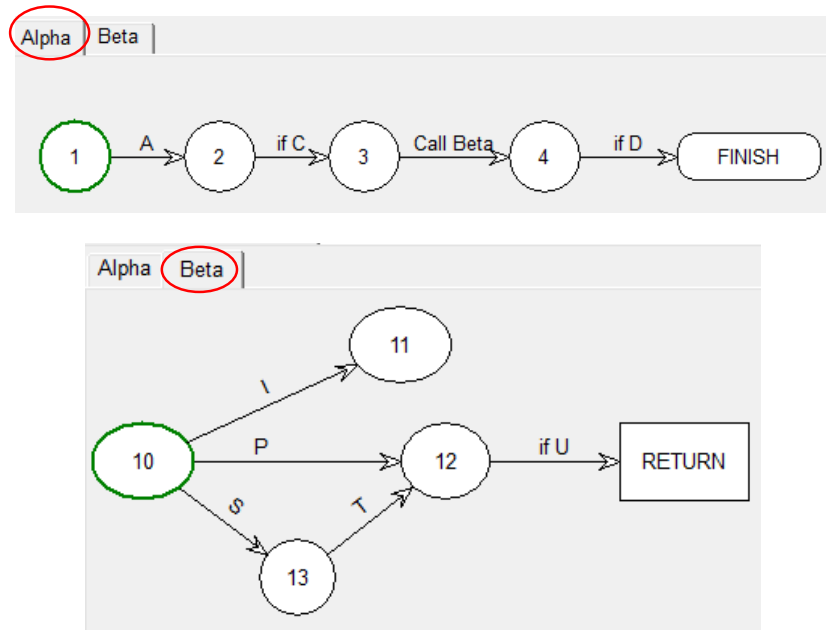 Alpha Beta
1 A 2 if C 3 Call Beta 4 if D FINISH
Alpha Beta
11
I
10 P 12 if U RETURN
S T
13